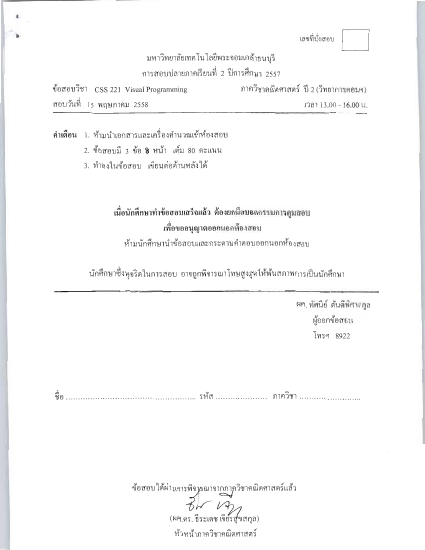 เลขที่นั่งสอบ
มหาวิทยาลัยเทคโนโลยีพระจอมเกล้าธนบุรี
การสอบปลายภาคเรียนที่ 2 ปีการศึกษา 2557
ข้อสอบวิชา CSS 221 Visual Programming ภาควิชาคณิตศาสตร์ ปี 2 (วิทยาการคอมฯ)
สอบวันที่ 15 พฤษภาคม 2558 เวลา 13.00 - 16.00 น.
คำเตือน 1. ห้ามนำเอกสารและเครื่องคำนวณเข้าห้องสอบ
2. ข้อสอบมี 3 ข้อ 8 หน้า เต็ม 80 คะแนน
3. ทำลงในข้อสอบ เขียนต่อด้านหลังได้
เมื่อนักศึกษาทำข้อสอบเสร็จแล้ว ต้องยกมือบอกกรรมการคุมสอบ
เพื่อขออนุญาตออกนอกห้องสอบ
ห้ามนักศึกษานำข้อสอบและกระดาษคำตอบออกนอกห้องสอบ
นักศึกษาซึ่งทุจริตในการสอบ อาจถูกพิจารณาโทษสูงสุดให้พ้นสภาพการเป็นนักศึกษา
ผศ. ทัศนีย์ ตันติพิศาลกุล
ผู้ออกข้อสอบ
โทรฯ 8922
ชื่อ ........................................ รหัส .................... ภาควิชา ......................
ข้อสอบได้ผ่านการพิจารณาจากภาควิชาคณิตศาสตร์แล้ว
(ผศ.ดร. ธีระเดช เจียรสุขสกุล)
หัวหน้าภาควิชาคณิตศาสตร์